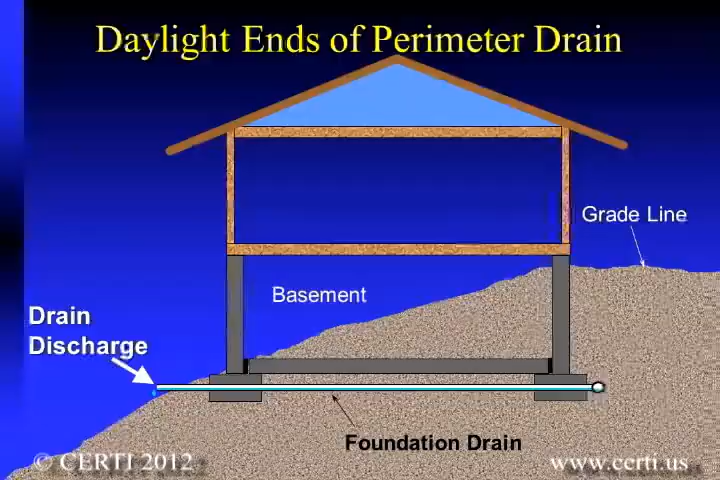 Daylight Ends of Perimeter Drain
Grade Line
Basement
Drain
Discharge
Foundation Drain
© CERTI 2012
www.certi.us